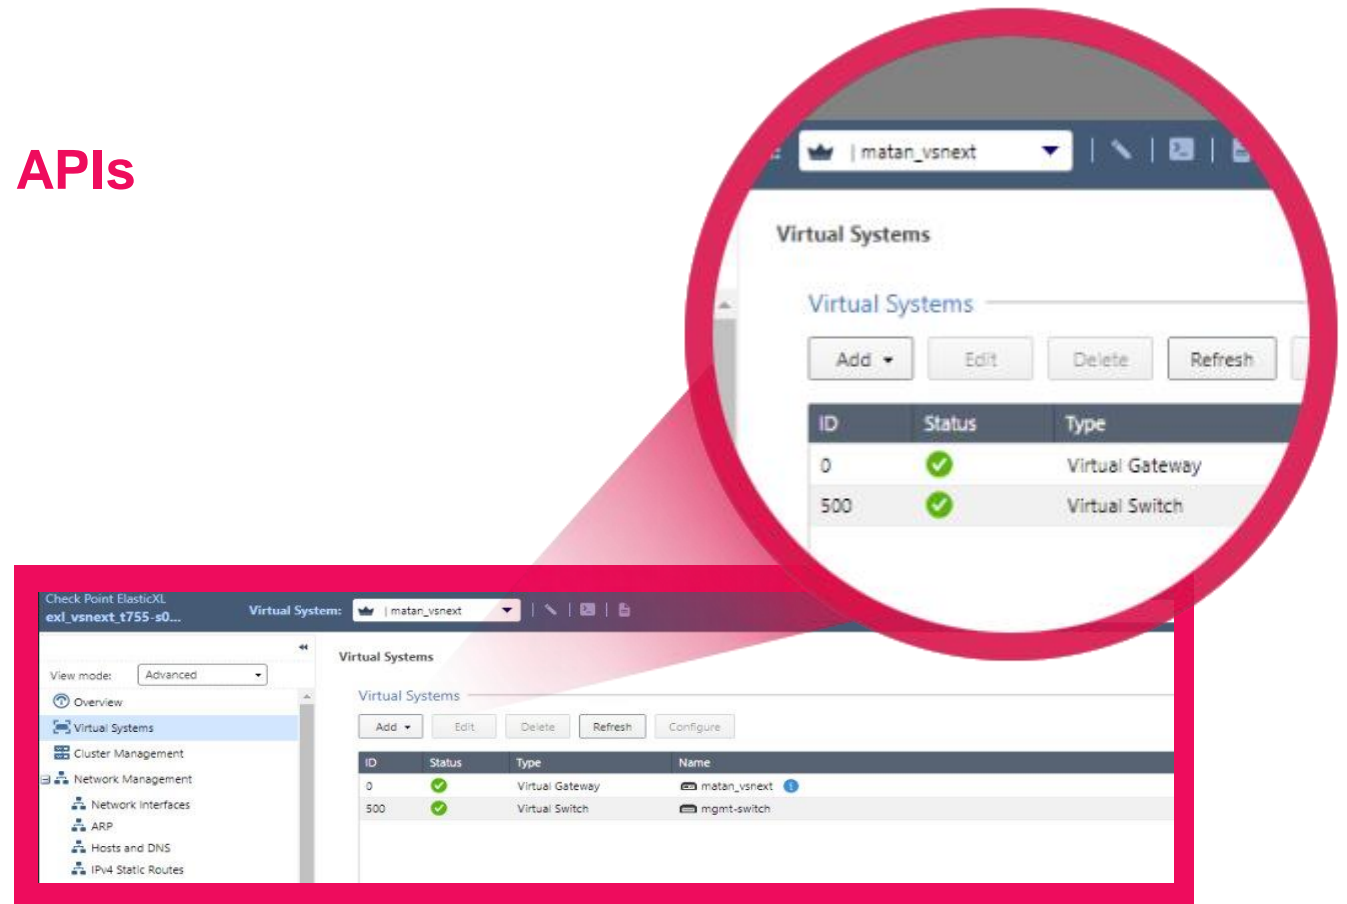 APIs
| matan_vsnext
Virtual Systems
Virtual Systems
Add Edit Delete Refresh
ID Status Type
0 Virtual Gateway
500 Virtual Switch
Check Point ElasticXL
exl_vsnext_t755-s0... Virtual System: | matan_vsnext
View mode: Advanced
Overview
Virtual Systems
Cluster Management
Network Management
Network Interfaces
ARP
Hosts and DNS
IPv4 Static Routes
Virtual Systems
Virtual Systems
Add Edit Delete Refresh Configure
ID Status Type Name
0 Virtual Gateway matan_vsnext
500 Virtual Switch mgmt-switch